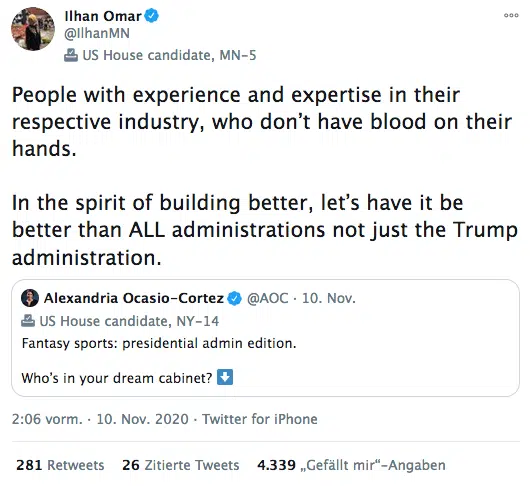 Ilhan Omar
@IlhanMN
US House candidate, MN-5
People with experience and expertise in their
respective industry, who don’t have blood on their
hands.
In the spirit of building better, let’s have it be
better than ALL administrations not just the Trump
administration.
Alexandria Ocasio-Cortez @AOC · 10. Nov.
US House candidate, NY-14
Fantasy sports: presidential admin edition.
Who’s in your dream cabinet?
2:06 vorm. · 10. Nov. 2020 · Twitter for iPhone
281 Retweets 26 Zitierte Tweets 4.339 „Gefällt mir“-Angaben